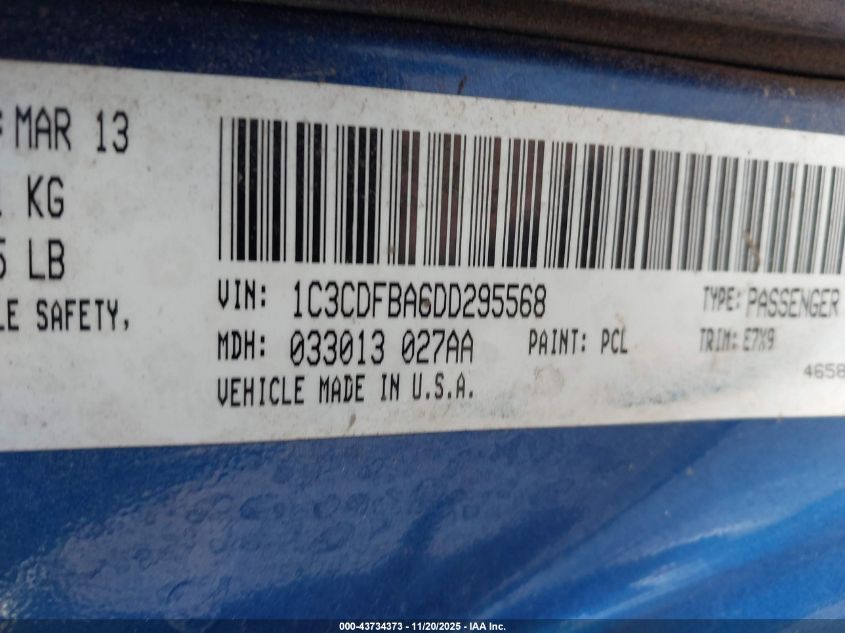 : MAR 13
KG
5 LB
LE SAFETY,
VIN: 1C3CDFBA6DD295568
TYPE: PASSENGER
MDH: 033013 027AA
PAINT: PCL
TRIM: E7X9
VEHICLE MADE IN U.S.A.
4658
000-43734373 — 11/20/2025 — IAA Inc.